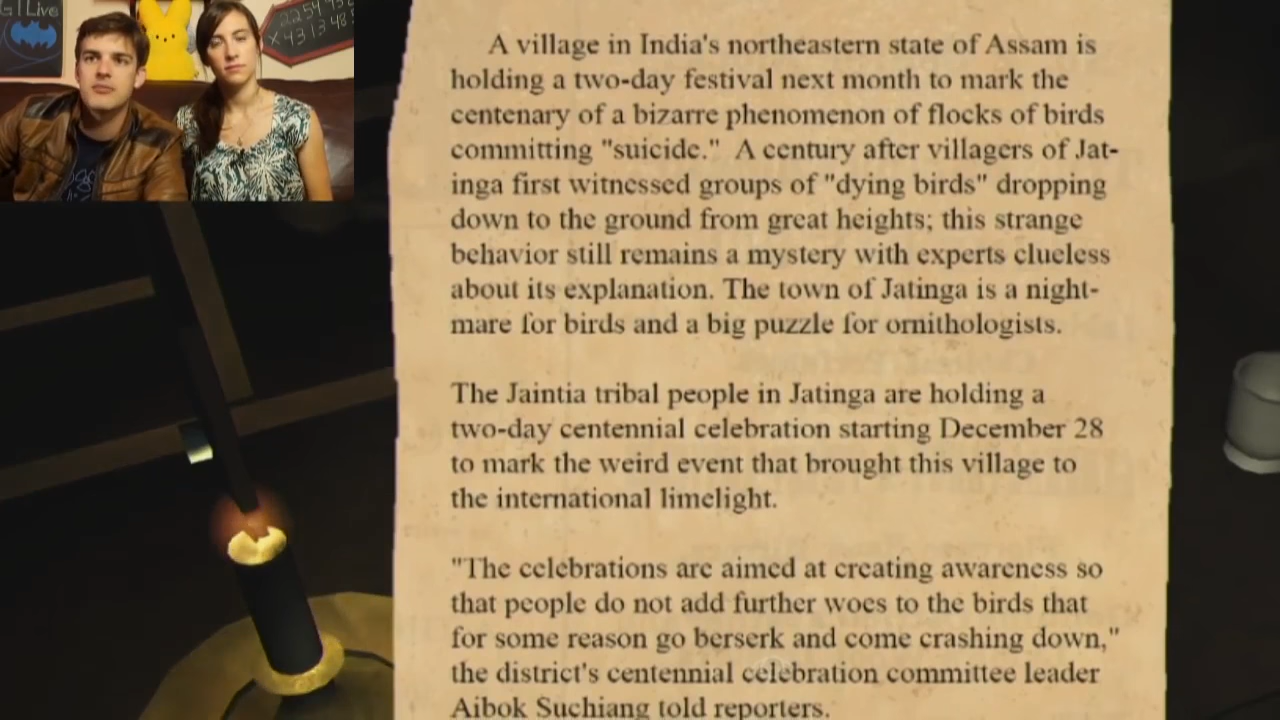 GTLive
2254 95
x 4313 48
A village in India's northeastern state of Assam is
holding a two-day festival next month to mark the
centenary of a bizarre phenomenon of flocks of birds
committing "suicide." A century after villagers of Jat-
inga first witnessed groups of "dying birds" dropping
down to the ground from great heights; this strange
behavior still remains a mystery with experts clueless
about its explanation. The town of Jatinga is a night-
mare for birds and a big puzzle for ornithologists.
The Jaintia tribal people in Jatinga are holding a
two-day centennial celebration starting December 28
to mark the weird event that brought this village to
the international limelight.
"The celebrations are aimed at creating awareness so
that people do not add further woes to the birds that
for some reason go berserk and come crashing down,"
the district's centennial celebration committee leader
Aibok Suchiang told reporters.